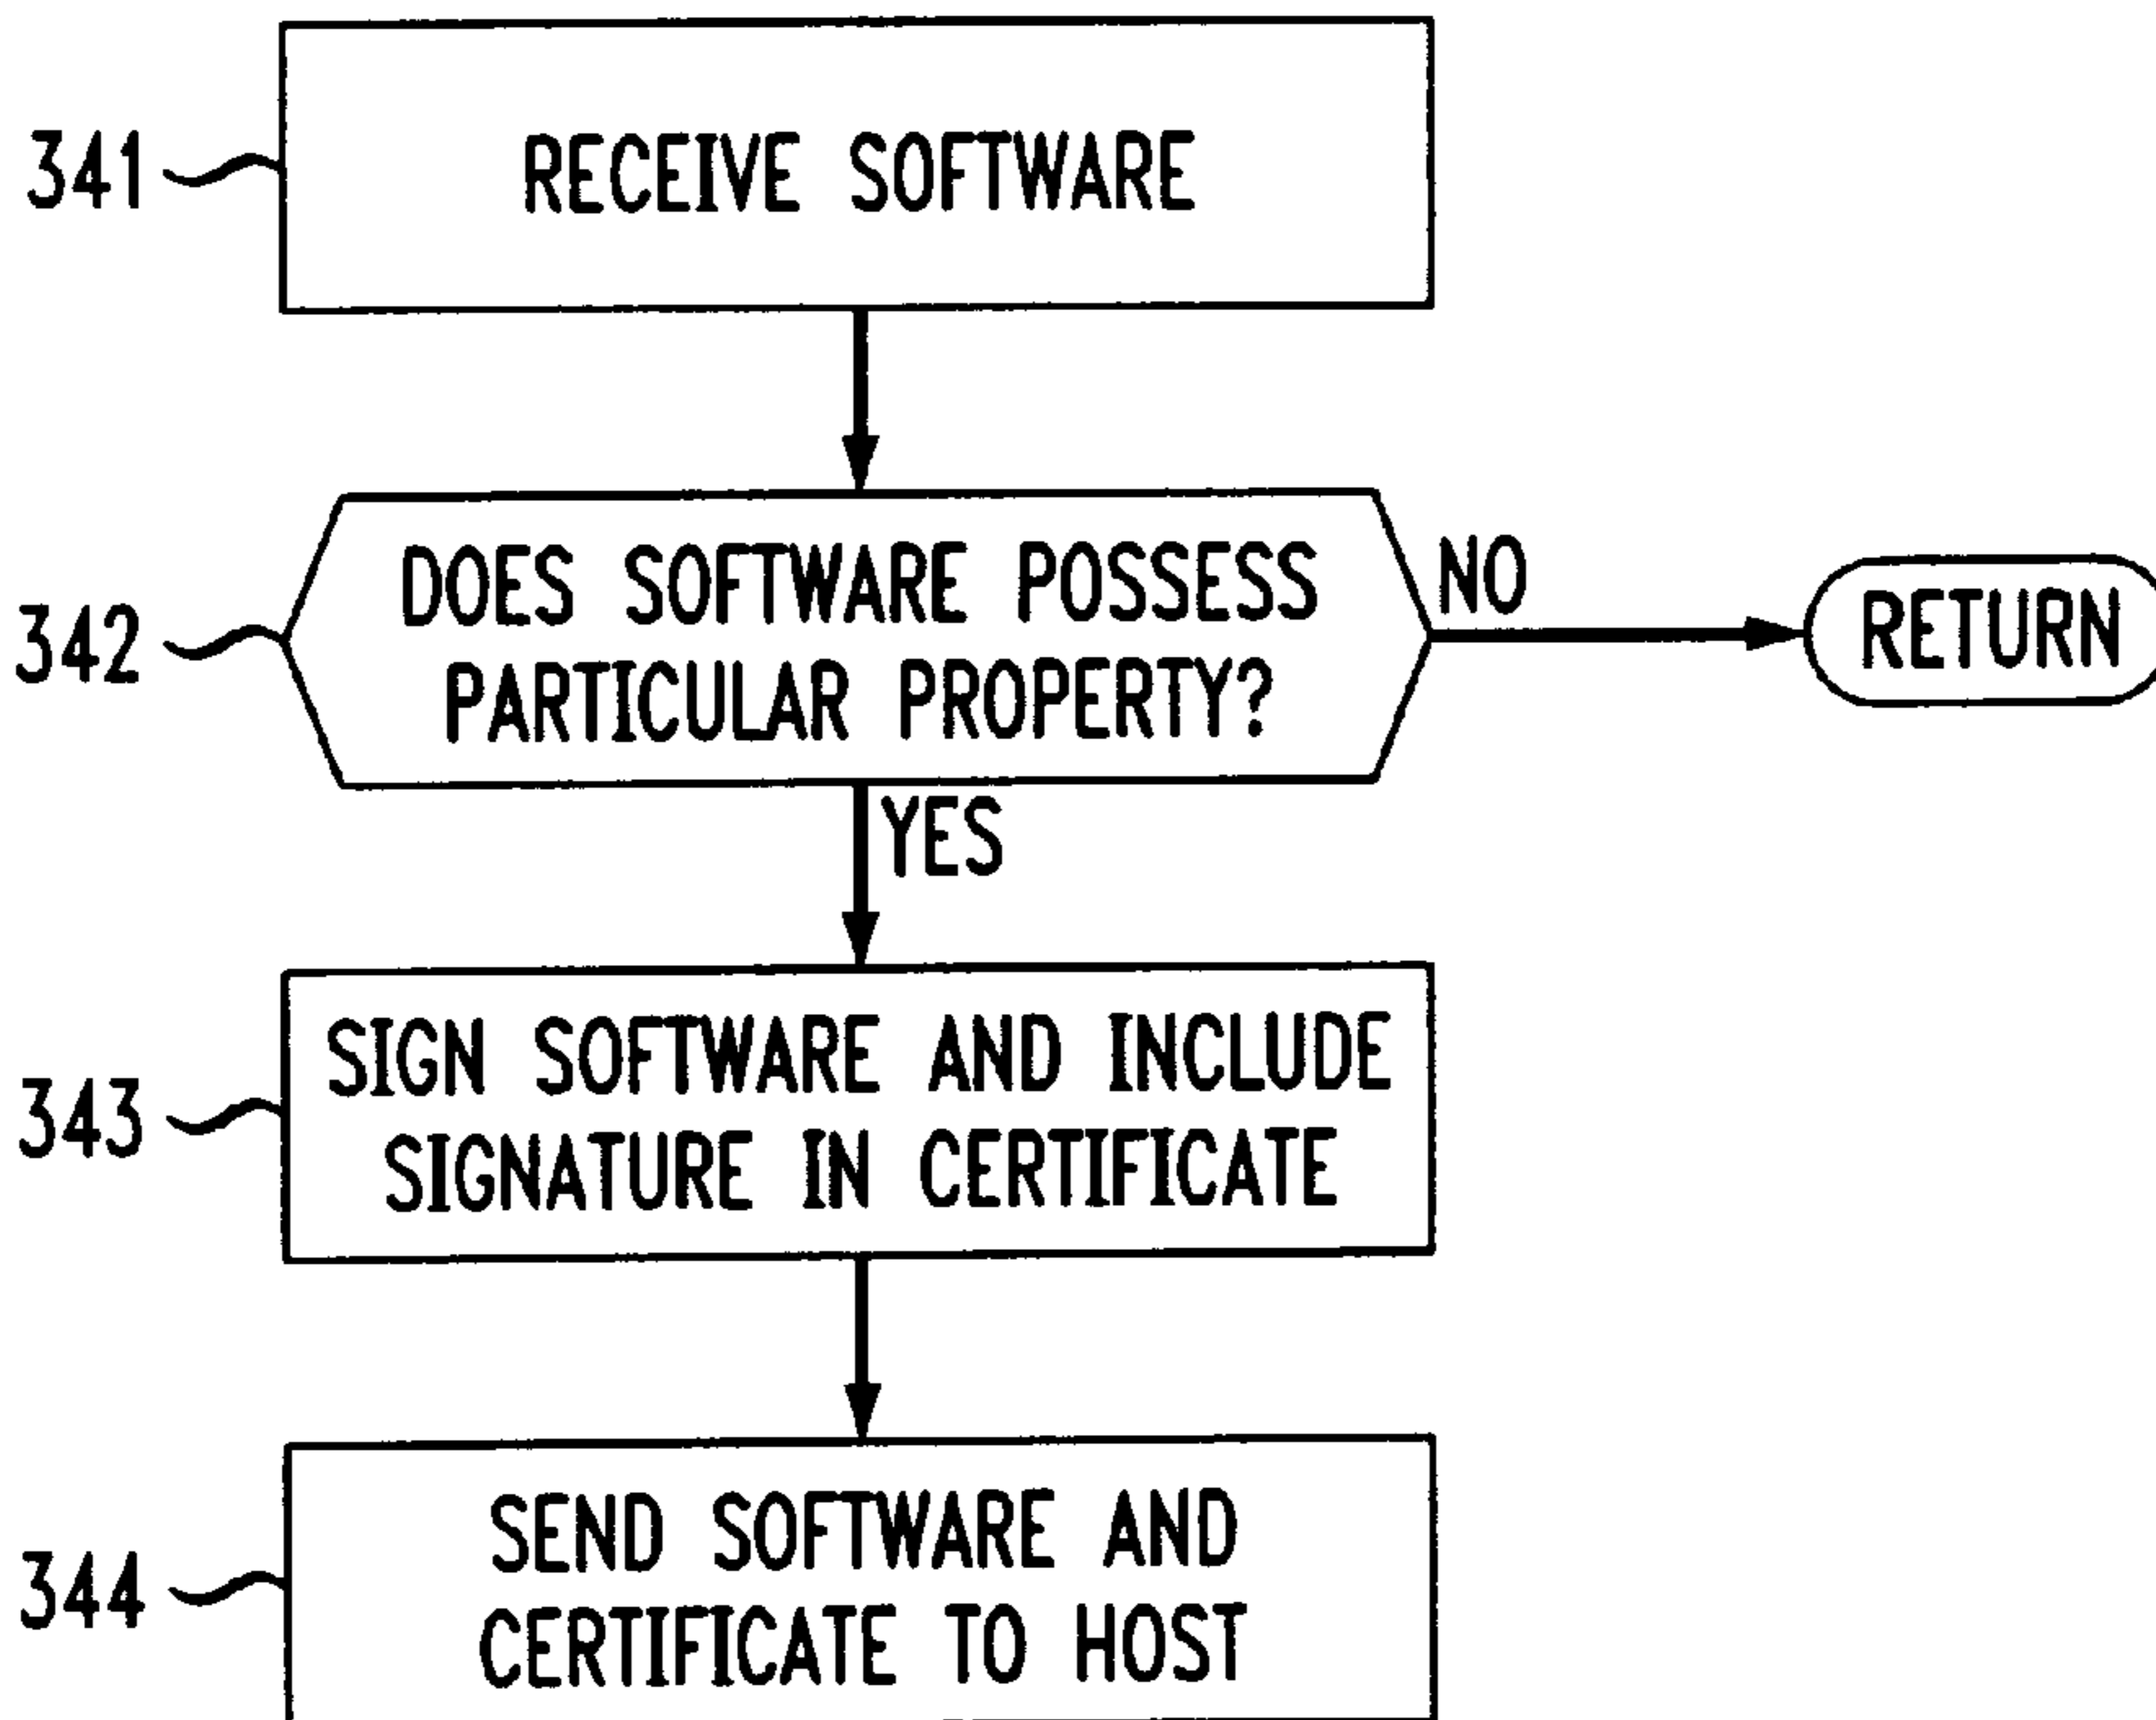 341
RECEIVE SOFTWARE
342
DOES SOFTWARE POSSESS
PARTICULAR PROPERTY?
NO
RETURN
YES
343
SIGN SOFTWARE AND INCLUDE
SIGNATURE IN CERTIFICATE
344
SEND SOFTWARE AND
CERTIFICATE TO HOST